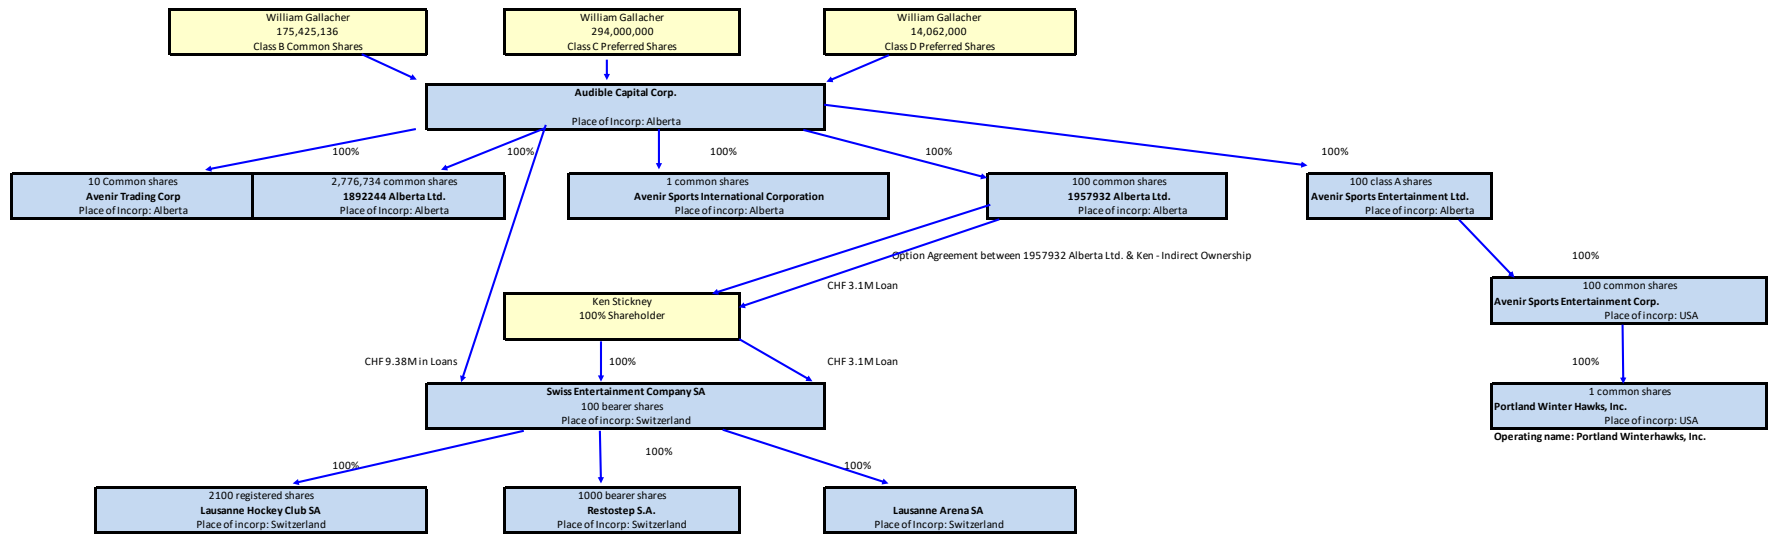 William Gallacher
175,425,136
Class B Common Shares
William Gallacher
294,000,000
Class C Preferred Shares
William Gallacher
14,062,000
Class D Preferred Shares
Audible Capital Corp.
Place of Incorp: Alberta
100%
100%
100%
100%
100%
10 Common shares
Avenir Trading Corp
Place of Incorp: Alberta
2,776,734 common shares
1892244 Alberta Ltd.
Place of Incorp: Alberta
1 common shares
Avenir Sports International Corporation
Place of incorp: Alberta
100 common shares
1957932 Alberta Ltd.
Place of incorp: Alberta
100 class A shares
Avenir Sports Entertainment Ltd.
Place of incorp: Alberta
Option Agreement between 1957932 Alberta Ltd. & Ken - Indirect Ownership
100%
CHF 3.1M Loan
100 common shares
Avenir Sports Entertainment Corp.
Place of incorp: USA
Ken Stickney
100% Shareholder
CHF 9.38M in Loans
100%
CHF 3.1M Loan
100%
Swiss Entertainment Company SA
100 bearer shares
Place of incorp: Switzerland
1 common shares
Portland Winter Hawks, Inc.
Place of incorp: USA
Operating name: Portland Winterhawks, Inc.
100%
100%
100%
2100 registered shares
Lausanne Hockey Club SA
Place of incorp: Switzerland
1000 bearer shares
Restostep S.A.
Place of Incorp: Switzerland
Lausanne Arena SA
Place of Incorp: Switzerland